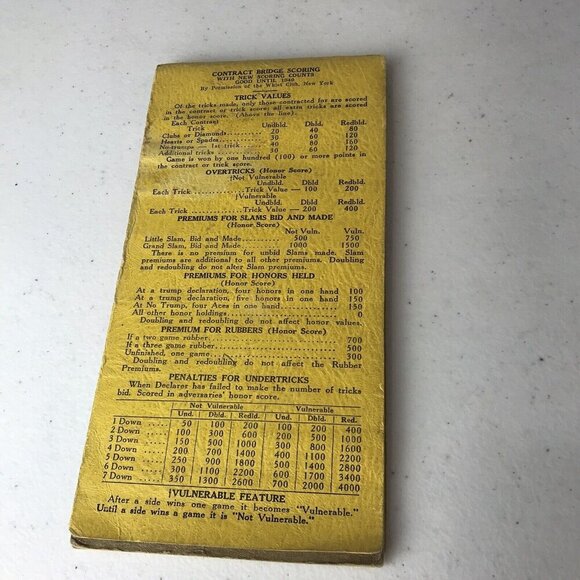 CONTRACT BRIDGE SCORING
WITH NEW SCORING COUNTS
GOOD UNTIL 1940
By Permission of the Whist Club, New York
TRICK VALUES
Of the tricks made, only those contracted for are scored
in the contract or trick score; all extra tricks are scored
in the honor score. (Above the line).
Each Contract
Trick Undbld. Dbld. Redbld.
Clubs or Diamonds 20 40 80
Hearts or Spades 30 60 120
No-trumps — 1st trick 40 80 160
Additional tricks 30 60 120
Game is won by one hundred (100) or more points in
the contract or trick score.
OVERTRICKS (Honor Score)
†Not Vulnerable
Undbld. Dbld Redbld.
Each Trick Trick Value — 100 200
†Vulnerable
Undbld. Dbld. Redbld.
Each Trick Trick Value — 200 400
PREMIUMS FOR SLAMS BID AND MADE
(Honor Score)
Not Vuln. Vuln.
Little Slam, Bid and Made 500 750
Grand Slam, Bid and Made 1000 1500
There is no premium for unbid Slams made. Slam
premiums are additional to all other premiums. Doubling
and redoubling do not alter Slam premiums.
PREMIUMS FOR HONORS HELD
(Honor Score)
At a trump declaration, four honors in one hand 100
At a trump declaration, five honors in one hand 150
At No Trump, four Aces in one hand 150
All other honor holdings 0
Doubling and redoubling do not affect honor values.
PREMIUM FOR RUBBERS (Honor Score)
If a two game rubber 700
If a three game rubber 500
Unfinished, one game 300
Doubling and redoubling do not affect the Rubber
Premiums.
PENALTIES FOR UNDERTRICKS
When Declarer has failed to make the number of tricks
bid. Scored in adversaries' honor score.
Not Vulnerable Vulnerable
Und. Dbld. Redld. Und. Dbld. Red.
1 Down 50 100 200 100 200 400
2 Down 100 300 600 200 500 1000
3 Down 150 500 1000 300 800 1600
4 Down 200 700 1400 400 1100 2200
5 Down 250 900 1800 500 1400 2800
6 Down 300 1100 2200 600 1700 3400
7 Down 350 1300 2600 700 2000 4000
†VULNERABLE FEATURE
After a side wins one game it becomes "Vulnerable."
Until a side wins a game it is "Not Vulnerable."